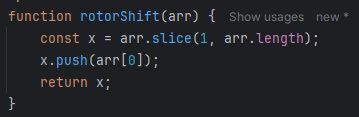 function rotorShift(arr) { Show usages new *
    const x = arr.slice(1, arr.length);
    x.push(arr[0]);
    return x;
}